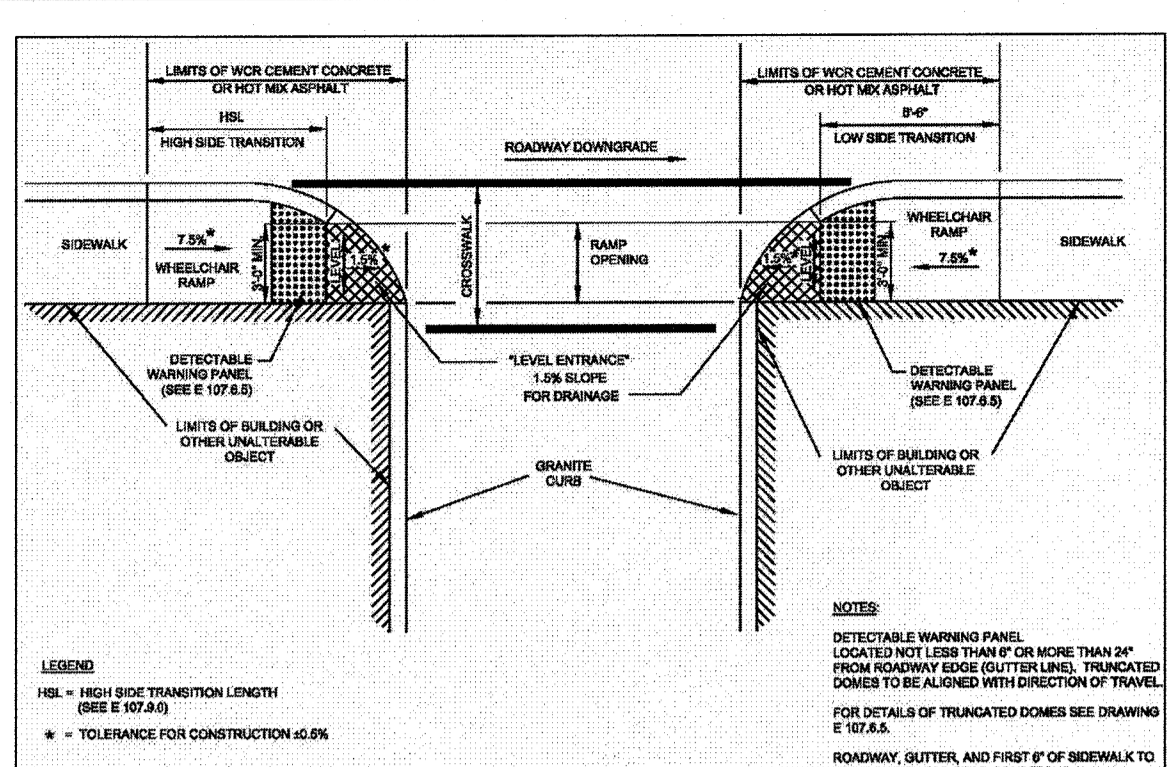 LIMITS OF WCR CEMENT CONCRETE
OR HOT MIX ASPHALT
HSL
HIGH SIDE TRANSITION
ROADWAY DOWNGRADE
LIMITS OF WCR CEMENT CONCRETE
OR HOT MIX ASPHALT
LOW SIDE TRANSITION
SIDEWALK
7.5%*
WHEELCHAIR
RAMP
3'-0" MIN.
LEVEL
1.5%*
CROSSWALK
RAMP
OPENING
1.5%*
LEVEL
3'-0" MIN.
WHEELCHAIR
RAMP
7.5%*
SIDEWALK
DETECTABLE
WARNING PANEL
(SEE E 107.6.5)
"LEVEL ENTRANCE"
1.5% SLOPE
FOR DRAINAGE
DETECTABLE
WARNING PANEL
(SEE E 107.6.5)
LIMITS OF BUILDING OR
OTHER UNALTERABLE
OBJECT
GRANITE
CURB
LIMITS OF BUILDING OR
OTHER UNALTERABLE
OBJECT
LEGEND
HSL = HIGH SIDE TRANSITION LENGTH
(SEE E 107.9.0)
* = TOLERANCE FOR CONSTRUCTION ±0.5%
NOTES:
DETECTABLE WARNING PANEL
LOCATED NOT LESS THAN 6" OR MORE THAN 24"
FROM ROADWAY EDGE (GUTTER LINE). TRUNCATED
DOMES TO BE ALIGNED WITH DIRECTION OF TRAVEL.
FOR DETAILS OF TRUNCATED DOMES SEE DRAWING
E 107.6.5.
ROADWAY, GUTTER, AND FIRST 6" OF SIDEWALK TO